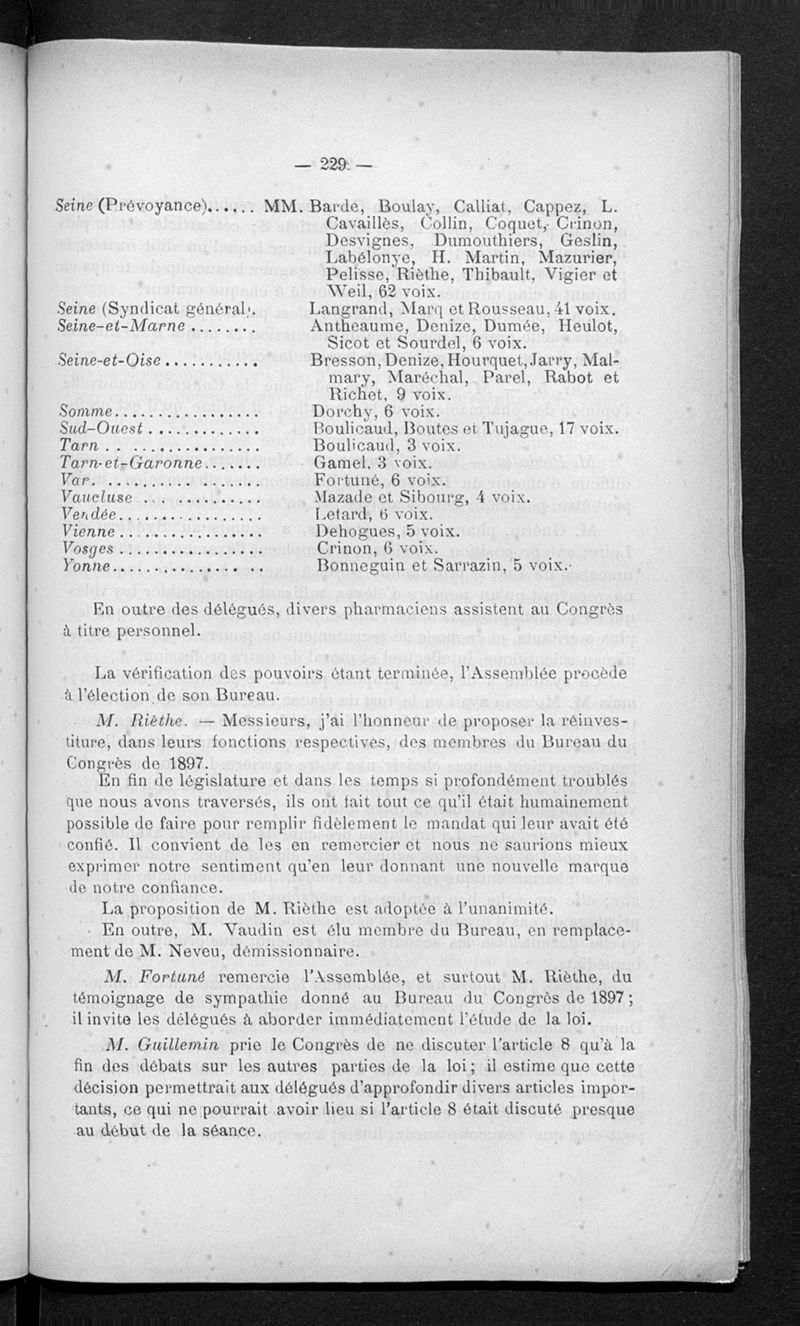 — 229 —
Seine (Prévoyance)...... MM. Barde, Boulay, Calliat, Cappez, L.
Cavaillès, Collin, Coquet, Crinon,
Desvignes, Dumouthiers, Geslin,
Labélonye, H. Martin, Mazurier,
Pelisse, Rièthe, Thibault, Vigier et
Weil, 62 voix.
Seine (Syndicat général). Langrand, Marq et Rousseau, 41 voix.
Seine-et-Marne ........ Antheaume, Denize, Dumée, Heulot,
Sicot et Sourdel, 6 voix.
Seine-et-Oise ........... Bresson, Denize, Hourquet, Jarry, Mal-
mary, Maréchal, Parel, Rabot et
Richet, 9 voix.
Somme................. Dorchy, 6 voix.
Sud-Ouest ............. Boulicaud, Boutes et Tujague, 17 voix.
Tarn .................. Boulicaud, 3 voix.
Tarn-et-Garonne....... Gamel, 3 voix.
Var................... Fortuné, 6 voix.
Vaucluse .............. Mazade et Sibourg, 4 voix.
Vendée................. Letard, 6 voix.
Vienne ................. Dehogues, 5 voix.
Vosges ................. Crinon, 6 voix.
Yonne................. Bonneguin et Sarrazin, 5 voix.
En outre des délégués, divers pharmaciens assistent au Congrès
à titre personnel.
La vérification des pouvoirs étant terminée, l'Assemblée procède
à l'élection de son Bureau.
M. Rièthe. — Messieurs, j'ai l'honneur de proposer la réinves-
titure, dans leurs fonctions respectives, des membres du Bureau du
Congrès de 1897.
En fin de législature et dans les temps si profondément troublés
que nous avons traversés, ils ont fait tout ce qu'il était humainement
possible de faire pour remplir fidèlement le mandat qui leur avait été
confié. Il convient de les en remercier et nous ne saurions mieux
exprimer notre sentiment qu'en leur donnant une nouvelle marque
de notre confiance.
La proposition de M. Rièthe est adoptée à l'unanimité.
En outre, M. Vaudin est élu membre du Bureau, en remplace-
ment de M. Neveu, démissionnaire.
M. Fortuné remercie l'Assemblée, et surtout M. Rièthe, du
témoignage de sympathie donné au Bureau du Congrès de 1897 ;
il invite les délégués à aborder immédiatement l'étude de la loi.
M. Guillemin prie le Congrès de ne discuter l'article 8 qu'à la
fin des débats sur les autres parties de la loi ; il estime que cette
décision permettrait aux délégués d'approfondir divers articles impor-
tants, ce qui ne pourrait avoir lieu si l'article 8 était discuté presque
au début de la séance.